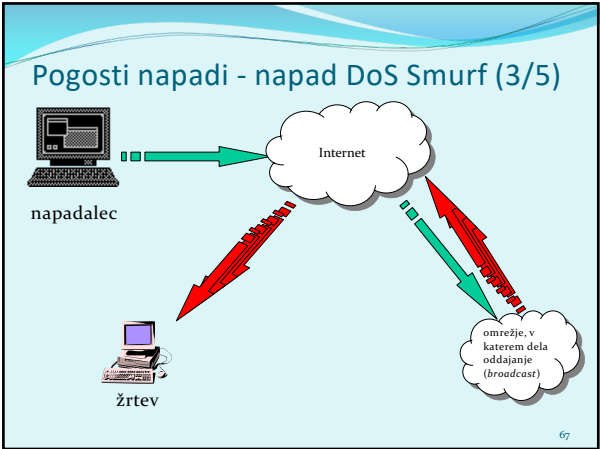 Pogosti napadi - napad DoS Smurf (3/5)
Internet
napadalec
omrežje, v
katerem dela
oddajanje
(broadcast)
žrtev
67